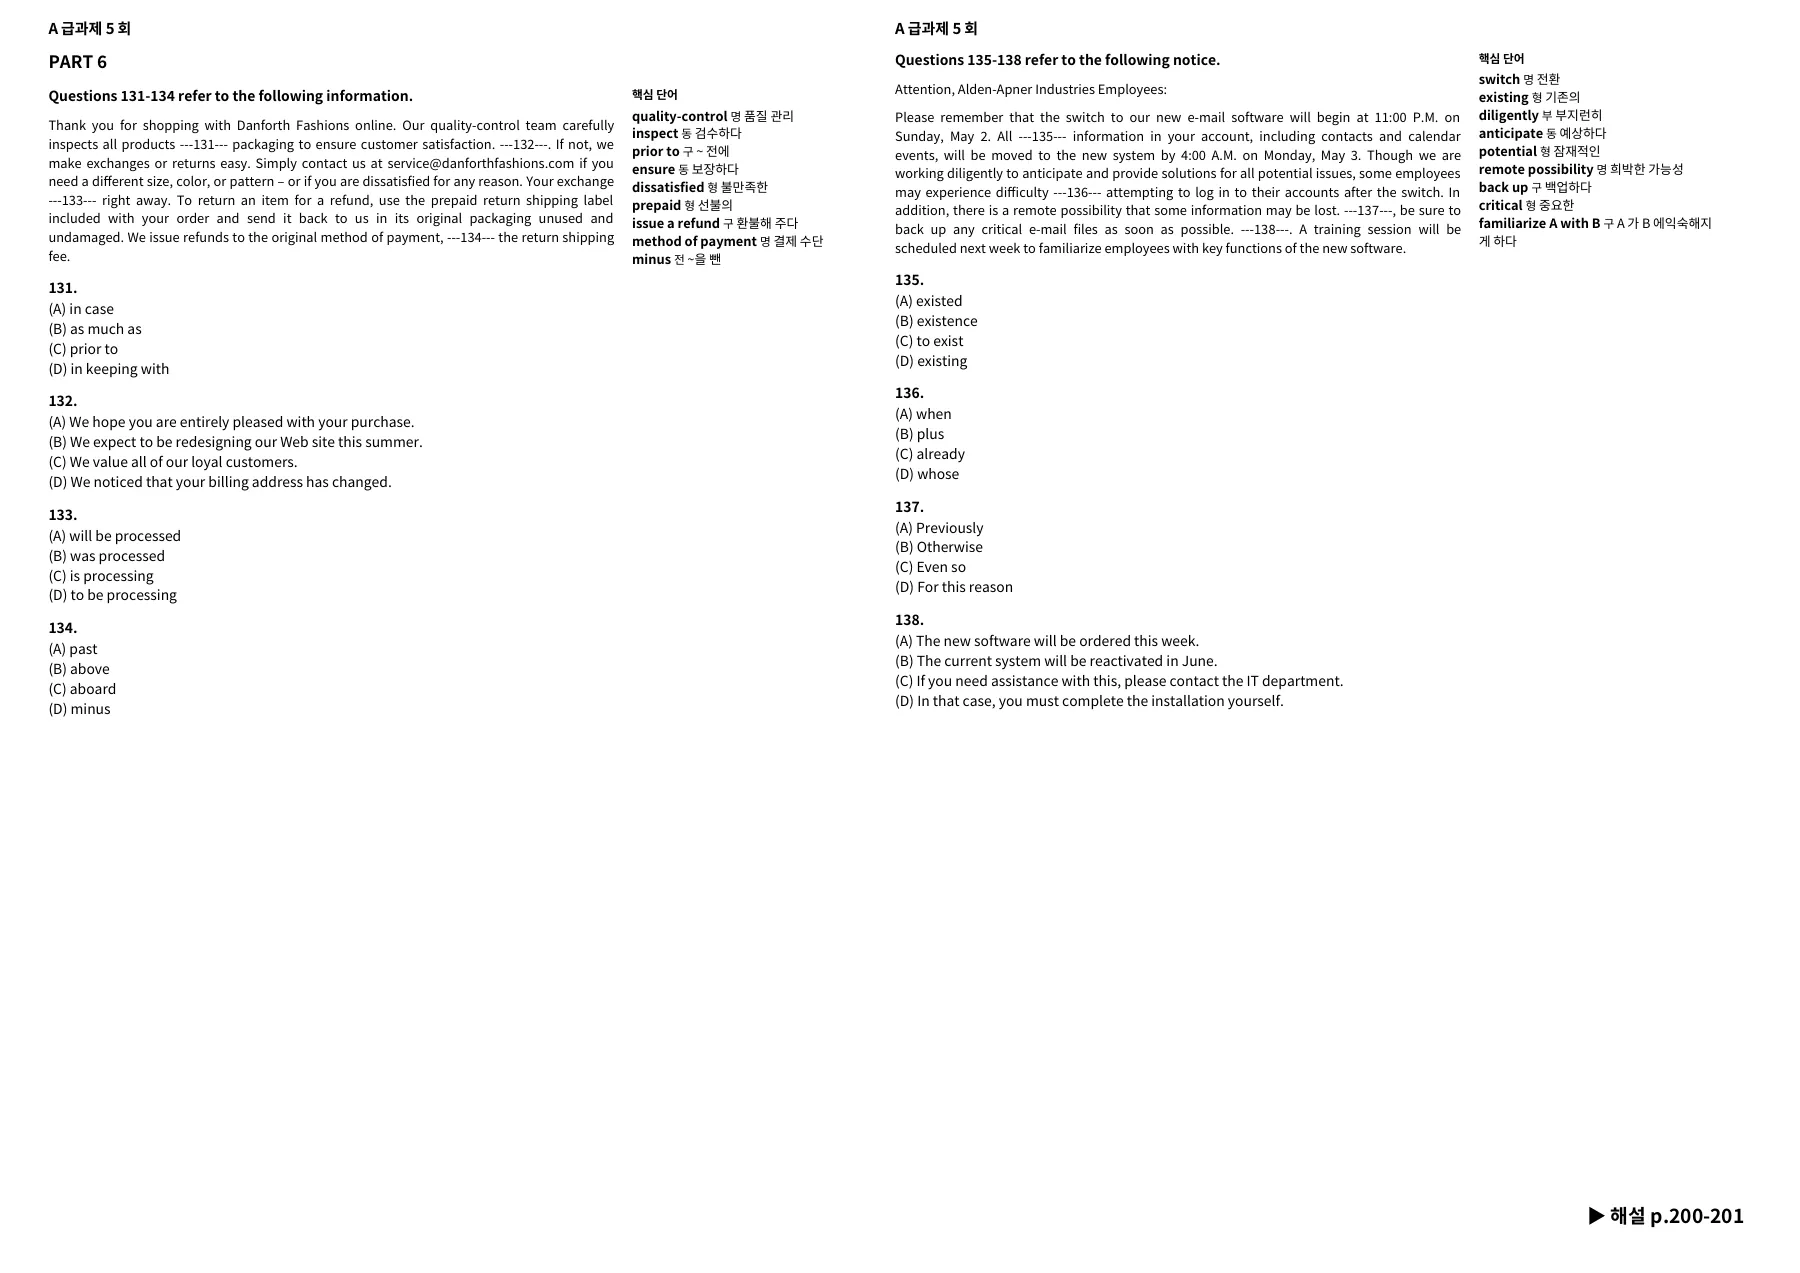 A 급과제 5 회
PART 6
Questions 131-134 refer to the following information.
Thank you for shopping with Danforth Fashions online. Our quality-control team carefully
inspects all products ---131--- packaging to ensure customer satisfaction. ---132---. If not, we
make exchanges or returns easy. Simply contact us at service@danforthfashions.com if you
need a different size, color, or pattern – or if you are dissatisfied for any reason. Your exchange
---133--- right away. To return an item for a refund, use the prepaid return shipping label
included with your order and send it back to us in its original packaging unused and
undamaged. We issue refunds to the original method of payment, ---134--- the return shipping
fee.
핵심 단어
quality-control 명 품질 관리
inspect 동 검수하다
prior to 구 ~ 전에
ensure 동 보장하다
dissatisfied 형 불만족한
prepaid 형 선불의
issue a refund 구 환불해 주다
method of payment 명 결제 수단
minus 전 ~을 뺀
131.
(A) in case
(B) as much as
(C) prior to
(D) in keeping with
132.
(A) We hope you are entirely pleased with your purchase.
(B) We expect to be redesigning our Web site this summer.
(C) We value all of our loyal customers.
(D) We noticed that your billing address has changed.
133.
(A) will be processed
(B) was processed
(C) is processing
(D) to be processing
134.
(A) past
(B) above
(C) aboard
(D) minus
A 급과제 5 회
Questions 135-138 refer to the following notice.
Attention, Alden-Apner Industries Employees:
Please remember that the switch to our new e-mail software will begin at 11:00 P.M. on
Sunday, May 2. All ---135--- information in your account, including contacts and calendar
events, will be moved to the new system by 4:00 A.M. on Monday, May 3. Though we are
working diligently to anticipate and provide solutions for all potential issues, some employees
may experience difficulty ---136--- attempting to log in to their accounts after the switch. In
addition, there is a remote possibility that some information may be lost. ---137---, be sure to
back up any critical e-mail files as soon as possible. ---138---. A training session will be
scheduled next week to familiarize employees with key functions of the new software.
핵심 단어
switch 명 전환
existing 형 기존의
diligently 부 부지런히
anticipate 동 예상하다
potential 형 잠재적인
remote possibility 명 희박한 가능성
back up 구 백업하다
critical 형 중요한
familiarize A with B 구 A 가 B 에익숙해지
게 하다
135.
(A) existed
(B) existence
(C) to exist
(D) existing
136.
(A) when
(B) plus
(C) already
(D) whose
137.
(A) Previously
(B) Otherwise
(C) Even so
(D) For this reason
138.
(A) The new software will be ordered this week.
(B) The current system will be reactivated in June.
(C) If you need assistance with this, please contact the IT department.
(D) In that case, you must complete the installation yourself.
▶ 해설 p.200-201